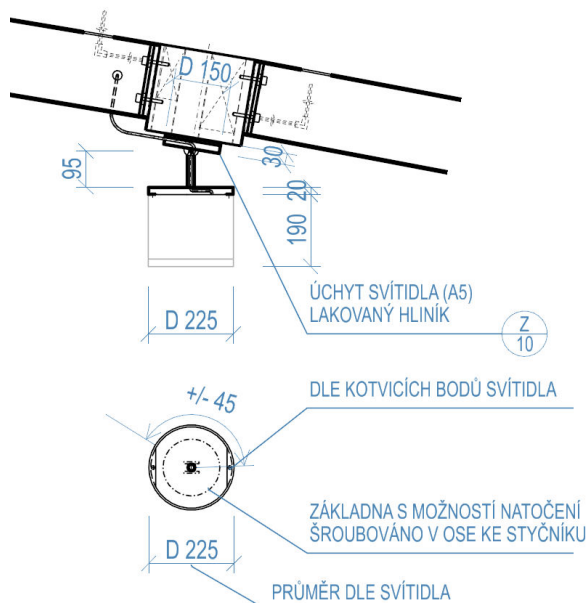 D 150
30
95
20
190
ÚCHYT SVÍTIDLA (A5)
LAKOVANÝ HLINÍK
Z
10
D 225
+/- 45
DLE KOTVICÍCH BODŮ SVÍTIDLA
ZÁKLADNA S MOŽNOSTÍ NATOČENÍ
ŠROUBOVÁNO V OSE KE STYČNÍKU
D 225
PRŮMĚR DLE SVÍTIDLA